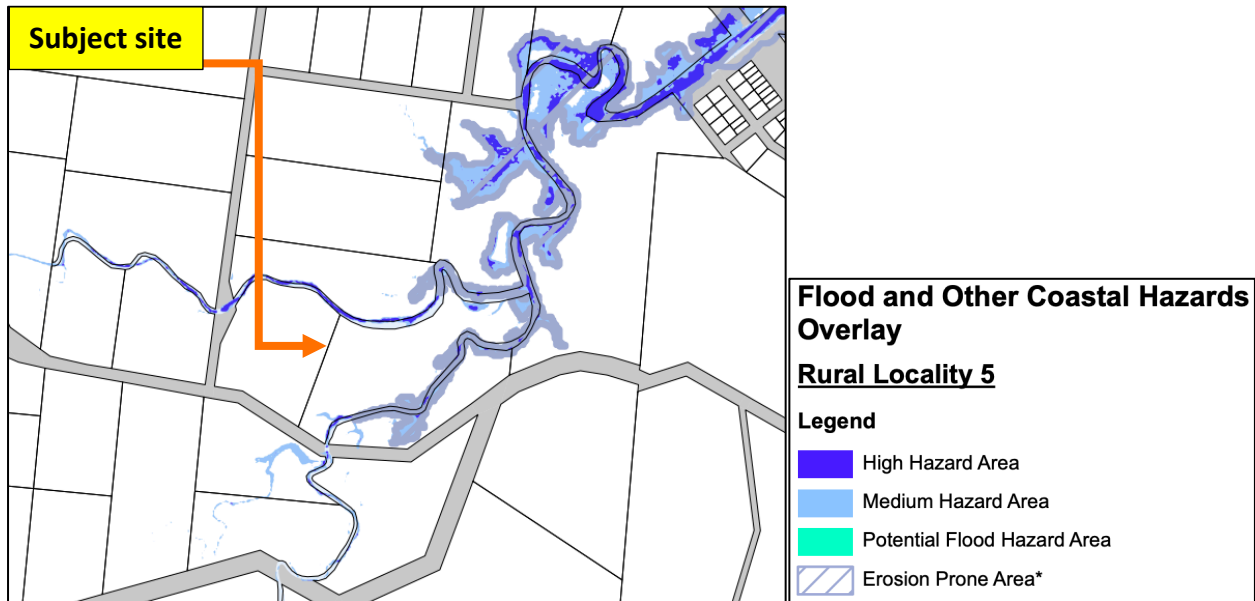 Subject site
Flood and Other Coastal Hazards
Overlay
Rural Locality 5
Legend
High Hazard Area
Medium Hazard Area
Potential Flood Hazard Area
Erosion Prone Area*